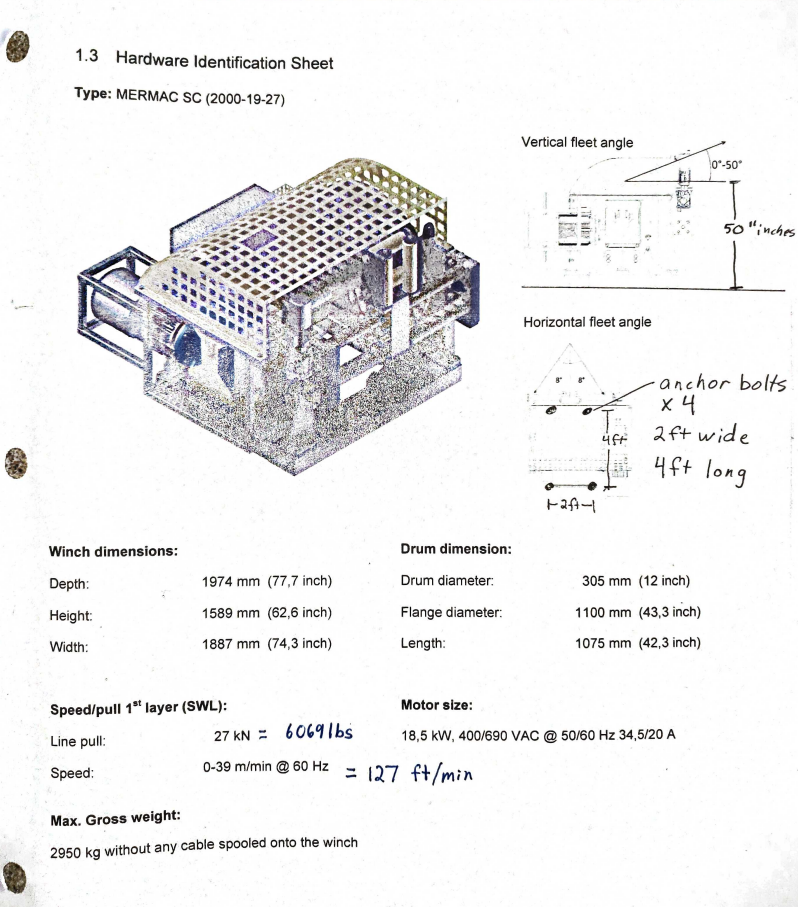 1.3 Hardware Identification Sheet
Type: MERMAC SC (2000-19-27)
Vertical fleet angle
0°-50°
50 "inches
Horizontal fleet angle
8° 8°
anchor bolts
x 4
4ft
2ft wide
4ft long
2ft
Winch dimensions:
Depth: 1974 mm (77,7 inch)
Height: 1589 mm (62,6 inch)
Width: 1887 mm (74,3 inch)
Drum dimension:
Drum diameter: 305 mm (12 inch)
Flange diameter: 1100 mm (43,3 inch)
Length: 1075 mm (42,3 inch)
Speed/pull 1st layer (SWL):
Line pull: 27 kN = 6069 lbs
Speed: 0-39 m/min @ 60 Hz = 127 ft/min
Motor size:
18,5 kW, 400/690 VAC @ 50/60 Hz 34,5/20 A
Max. Gross weight:
2950 kg without any cable spooled onto the winch